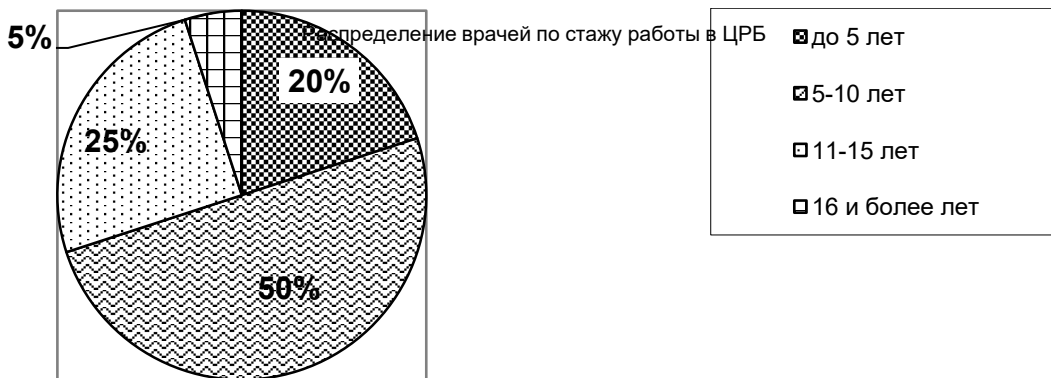 Распределение врачей по стажу работы в ЦРБ
5%
20%
25%
50%
до 5 лет
5-10 лет
11-15 лет
16 и более лет